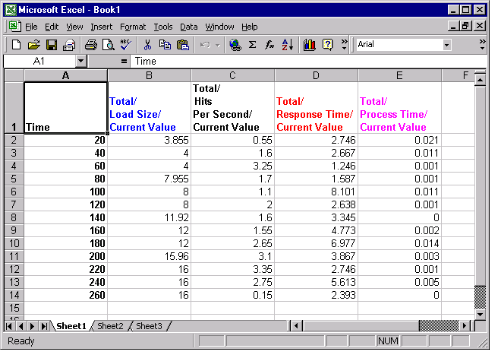 Microsoft Excel - Book1
File Edit View Insert Format Tools Data Window Help
Arial
A1 = Time
A B C D E F
1 Time Total/ Load Size/ Current Value Total/ Hits Per Second/ Current Value Total/ Response Time/ Current Value Total/ Process Time/ Current Value
2 20 3.855 0.55 2.746 0.021
3 40 4 1.6 2.667 0.011
4 60 4 3.25 1.246 0.001
5 80 7.955 1.7 1.587 0.001
6 100 8 1.1 8.101 0.011
7 120 8 2 2.638 0.001
8 140 11.92 1.6 3.345 0
9 160 12 1.55 4.773 0.002
10 180 12 2.65 6.977 0.014
11 200 15.96 3.1 3.867 0.003
12 220 16 3.35 2.746 0.001
13 240 16 2.75 5.613 0.005
14 260 16 0.15 2.393 0
15
Sheet1 Sheet2 Sheet3
Ready NUM